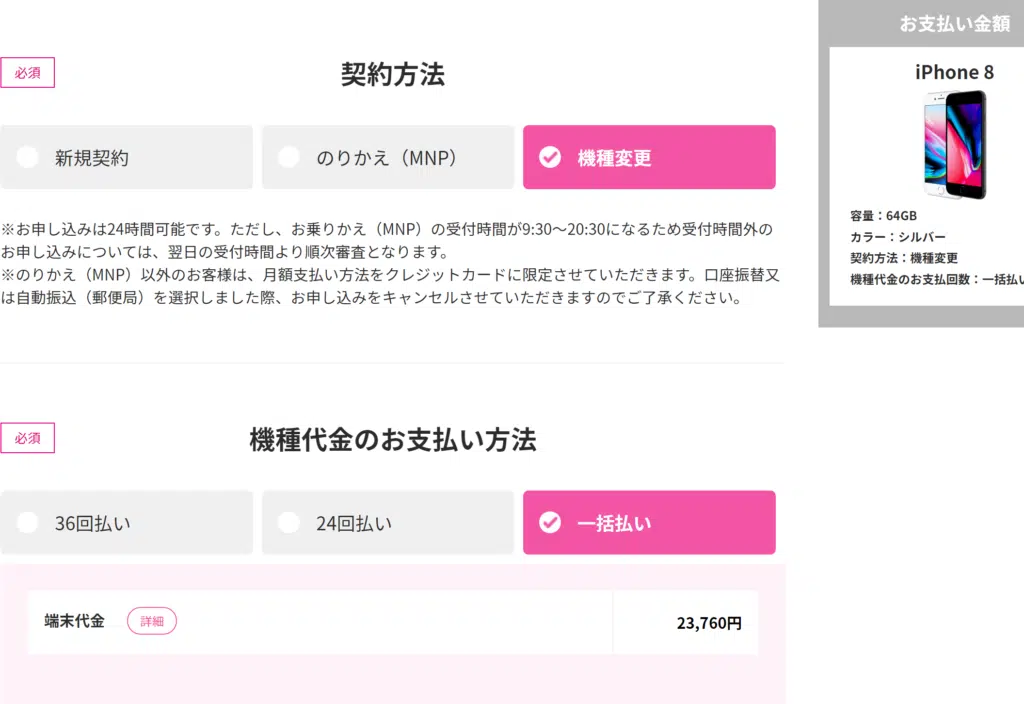 必須
契約方法
新規契約
のりかえ（MNP）
機種変更
※お申し込みは24時間可能です。ただし、お乗りかえ（MNP）の受付時間が9:30〜20:30になるため受付時間外の
お申し込みについては、翌日の受付時間より順次審査となります。
※のりかえ（MNP）以外のお客様は、月額支払い方法をクレジットカードに限定させていただきます。口座振替又
は自動振込（郵便局）を選択しました際、お申し込みをキャンセルさせていただきますのでご了承ください。
必須
機種代金のお支払い方法
36回払い
24回払い
一括払い
端末代金
詳細
23,760円
お支払い金額
iPhone 8
容量：64GB
カラー：シルバー
契約方法：機種変更
機種代金のお支払回数：一括払い